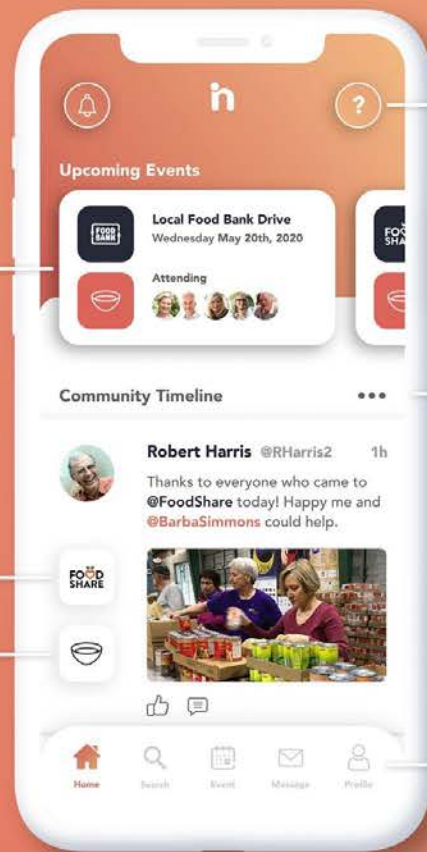 in
?
Upcoming Events
FOOD BANK
Local Food Bank Drive
Wednesday May 20th, 2020
Attending
Community Timeline
Robert Harris @RHarris2 1h
Thanks to everyone who came to
@FoodShare today! Happy me and
@BarbaSimmons could help.
FOOD
SHARE
Home Search Event Message Profile